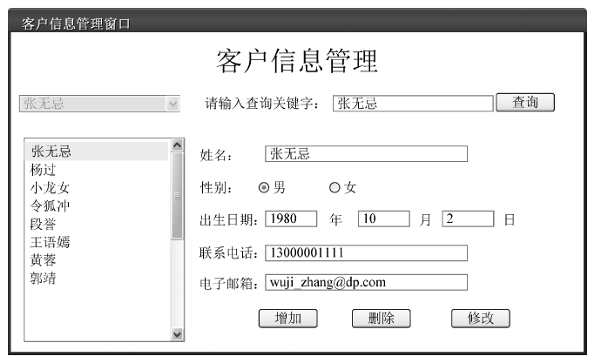 客户信息管理窗口
客户信息管理
张无忌
请输入查询关键字： 张无忌 查询
张无忌
杨过
小龙女
令狐冲
段誉
王语嫣
黄蓉
郭靖
姓名： 张无忌
性别： 男 女
出生日期： 1980 年 10 月 2 日
联系电话： 13000001111
电子邮箱： wuji_zhang@dp.com
增加 删除 修改